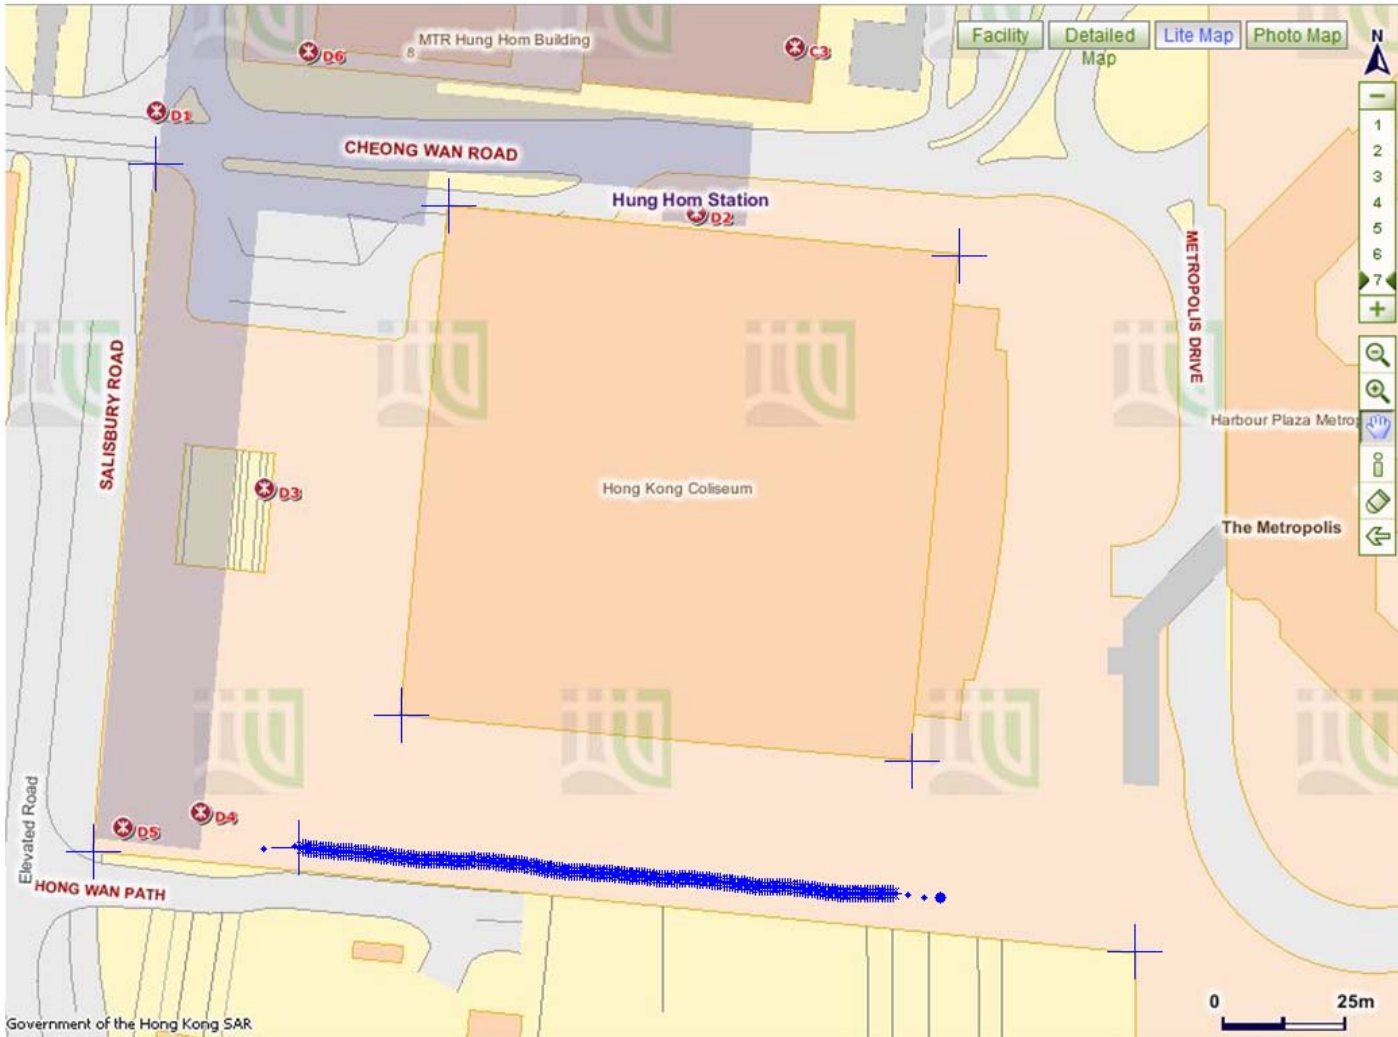 MTR Hung Hom Building
8
D6
C3
Facility
Detailed Map
Lite Map
Photo Map
N
D1
CHEONG WAN ROAD
Hung Hom Station
D2
METROPOLIS DRIVE
1
2
3
4
5
6
7
SALISBURY ROAD
Harbour Plaza Metrop
D3
Hong Kong Coliseum
The Metropolis
Elevated Road
D5
D4
HONG WAN PATH
0 25m
Government of the Hong Kong SAR